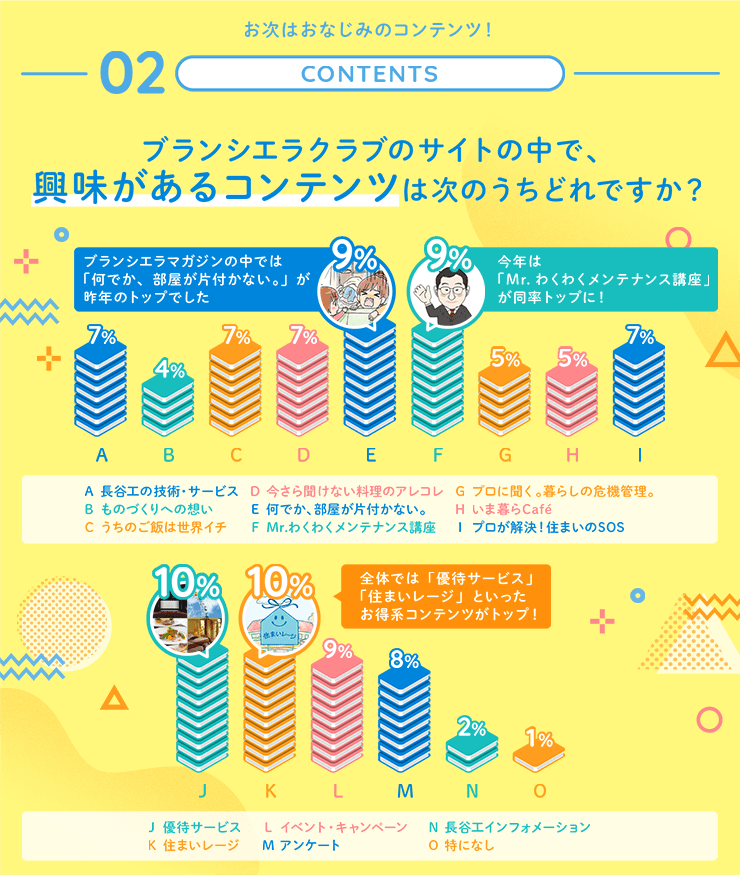 お次はおなじみのコンテンツ！
02 CONTENTS
ブランシエラクラブのサイトの中で、
興味があるコンテンツは次のうちどれですか？
ブランシエラマガジンの中では
「何でか、部屋が片付かない。」が
昨年のトップでした
9%
9%
今年は
「Mr. わくわくメンテナンス講座」
が同率トップに！
7% 4% 7% 7% 5% 5% 7%
A B C D E F G H I
A 長谷工の技術・サービス D 今さら聞けない料理のアレコレ G プロに聞く。暮らしの危機管理。
B ものづくりへの想い E 何でか、部屋が片付かない。 H いま暮らCafé
C うちのご飯は世界イチ F Mr.わくわくメンテナンス講座 I プロが解決！住まいのSOS
10% 10%
住まいレージ
全体では「優待サービス」
「住まいレージ」といった
お得系コンテンツがトップ！
9% 8% 2% 1%
J K L M N O
J 優待サービス L イベント・キャンペーン N 長谷工インフォメーション
K 住まいレージ M アンケート O 特になし